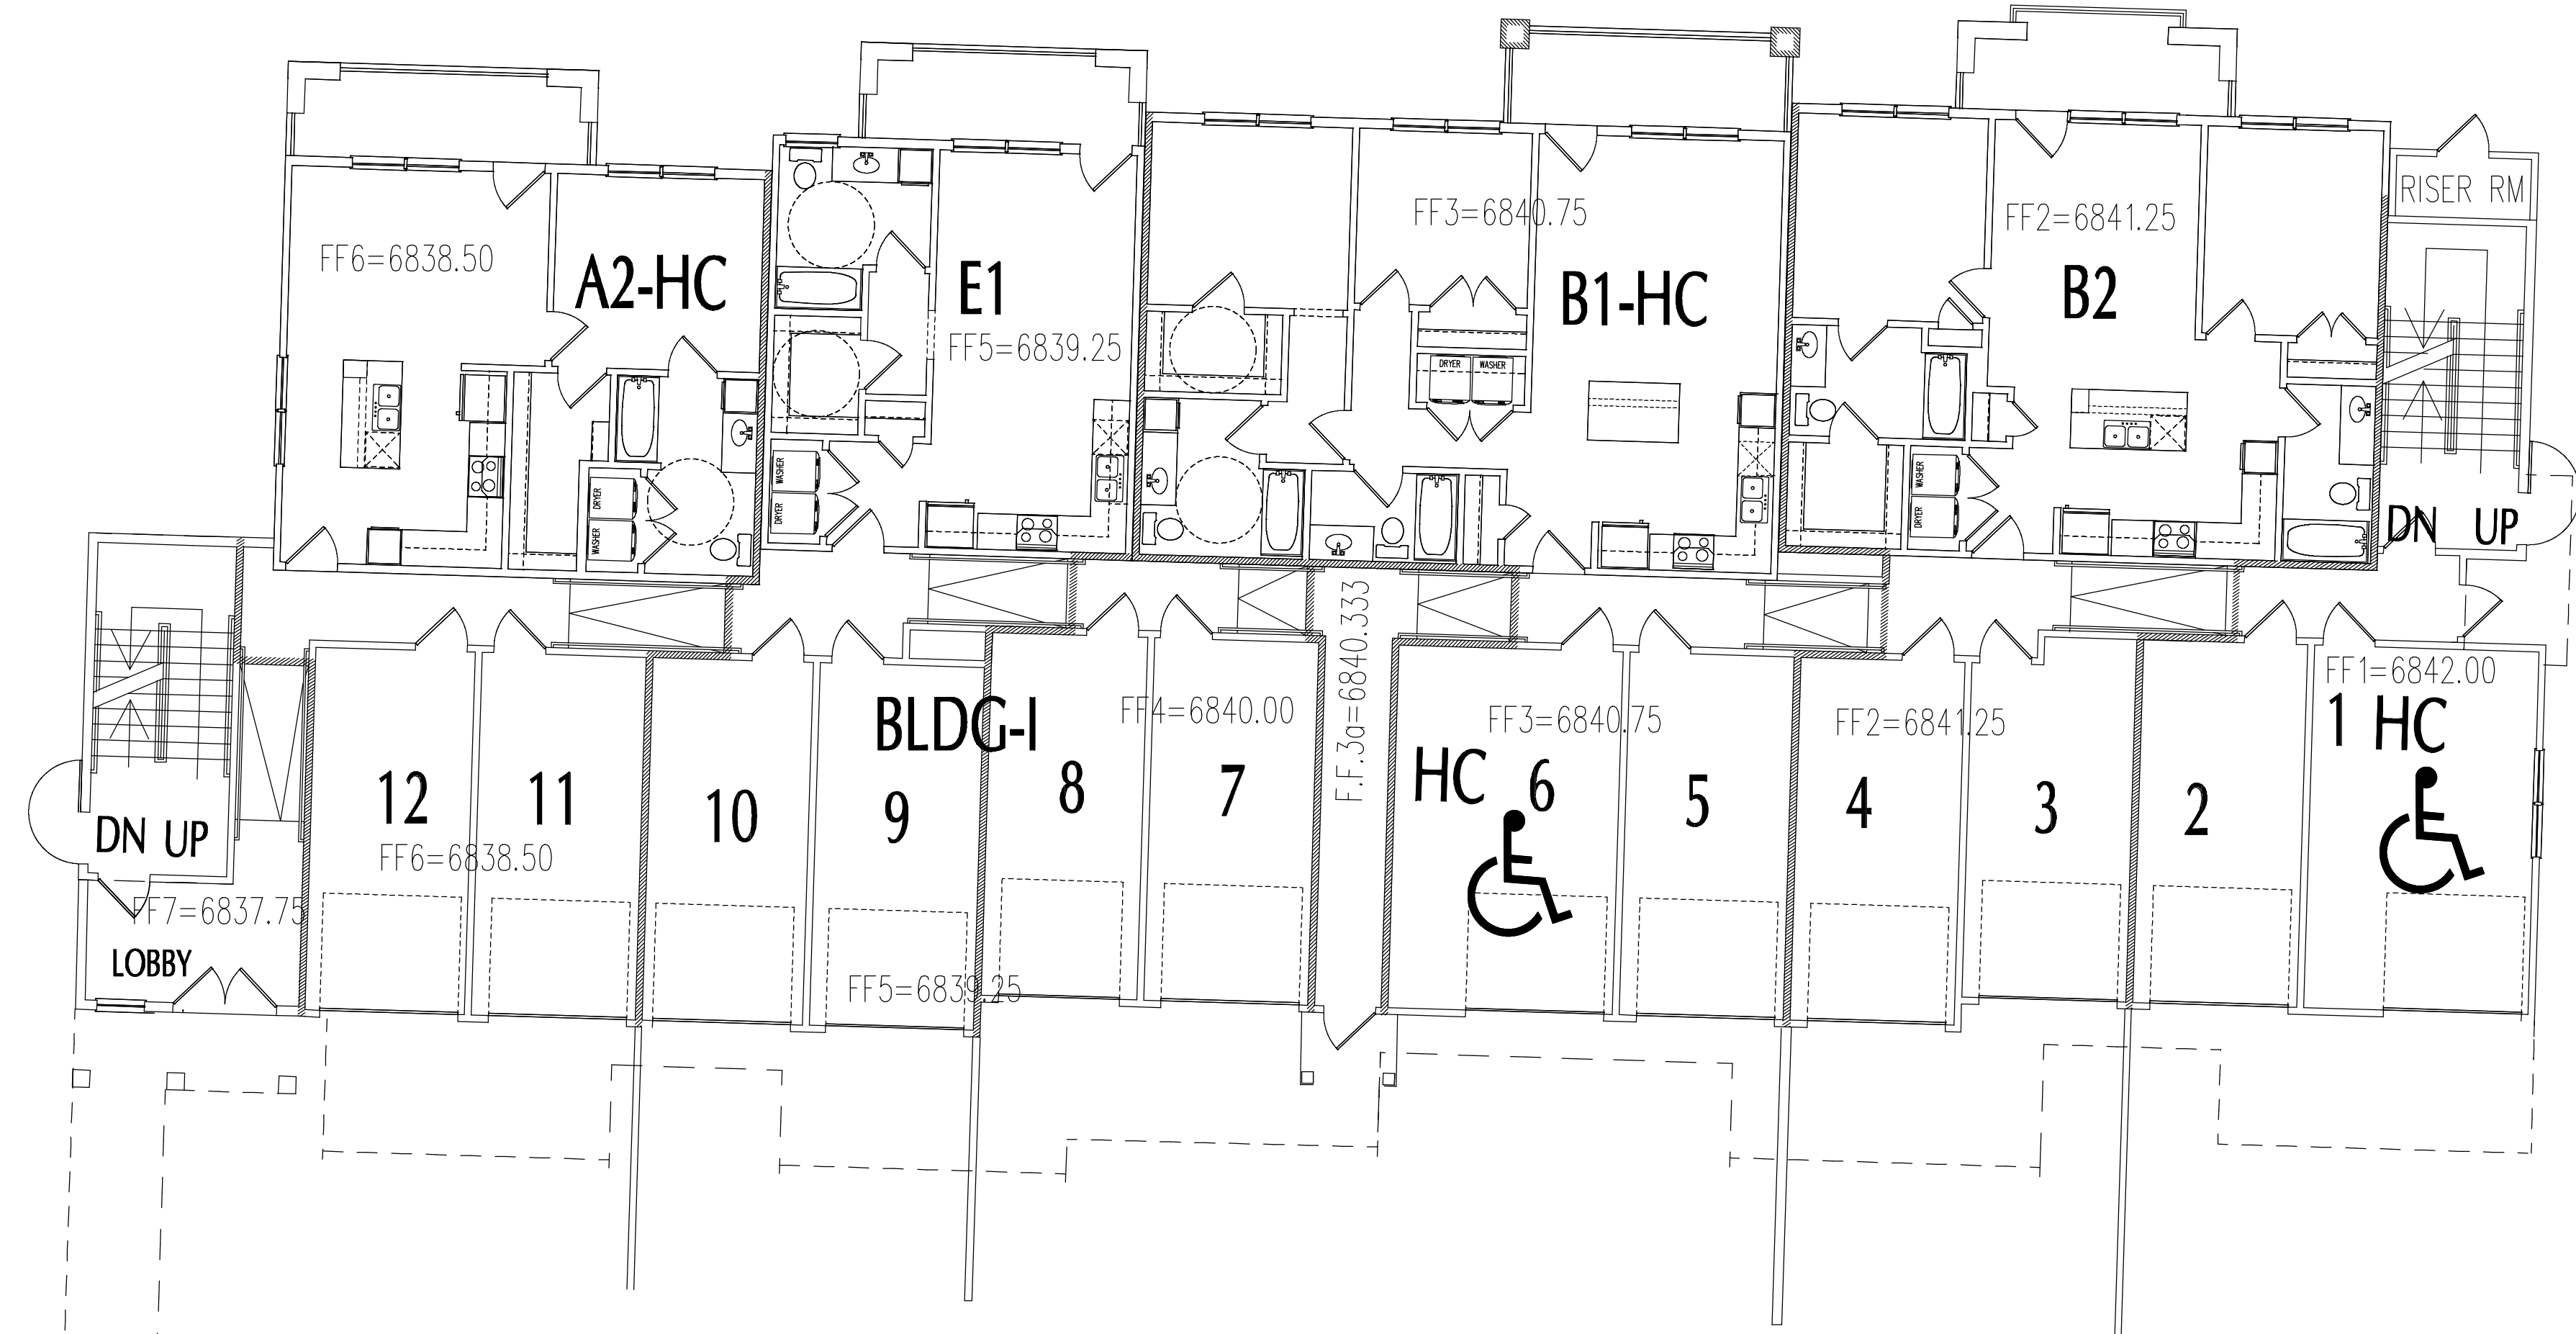 RISER RM
FF3=6840.75
FF2=6841.25
FF6=6838.50
A2-HC
E1
B1-HC
B2
FF5=6839.25
DRYER
WASHER
WASHER
DRYER
DRYER
WASHER
WASHER
DRYER
DN UP
F.F.3a=6840.333
FF1=6842.00
1 HC
BLDG-I
FF4=6840.00
FF3=6840.75
FF2=6841.25
HC 6
12
11
10
9
8
7
5
4
3
2
DN UP
FF6=6838.50
FF7=6837.75
LOBBY
FF5=6839.25